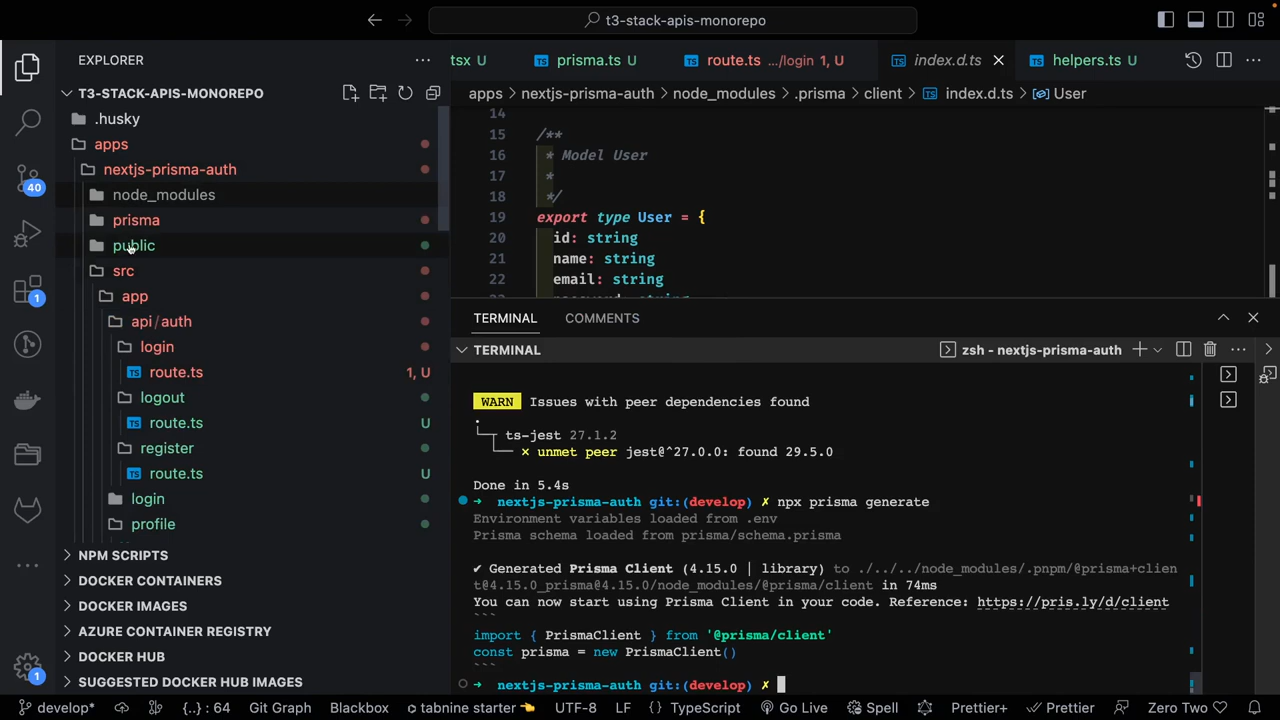 t3-stack-apis-monorepo
EXPLORER
T3-STACK-APIS-MONOREPO
.husky
apps
nextjs-prisma-auth
node_modules
prisma
public
src
app
api/auth
login
route.ts 1, U
logout
route.ts U
register
route.ts U
login
profile
NPM SCRIPTS
DOCKER CONTAINERS
DOCKER IMAGES
AZURE CONTAINER REGISTRY
DOCKER HUB
SUGGESTED DOCKER HUB IMAGES
40
1
1
tsx U prisma.ts U route.ts .../login 1, U index.d.ts helpers.ts U
apps > nextjs-prisma-auth > node_modules > .prisma > client > index.d.ts > User
14
15 /**
16 * Model User
17 *
18 */
19 export type User = {
20 id: string
21 name: string
22 email: string
TERMINAL COMMENTS
TERMINAL zsh - nextjs-prisma-auth
WARN Issues with peer dependencies found
.
└─┬ ts-jest 27.1.2
└── ✕ unmet peer jest@^27.0.0: found 29.5.0
Done in 5.4s
➜ nextjs-prisma-auth git:(develop) ✗ npx prisma generate
Environment variables loaded from .env
Prisma schema loaded from prisma/schema.prisma
✔ Generated Prisma Client (4.15.0 | library) to ./../../node_modules/.pnpm/@prisma+clien
t@4.15.0_prisma@4.15.0/node_modules/@prisma/client in 74ms
You can now start using Prisma Client in your code. Reference: https://pris.ly/d/client
```
import { PrismaClient } from '@prisma/client'
const prisma = new PrismaClient()
```
➜ nextjs-prisma-auth git:(develop) ✗
develop* {..} : 64 Git Graph Blackbox tabnine starter 👈 UTF-8 LF TypeScript Go Live Spell Prettier+ Prettier Zero Two